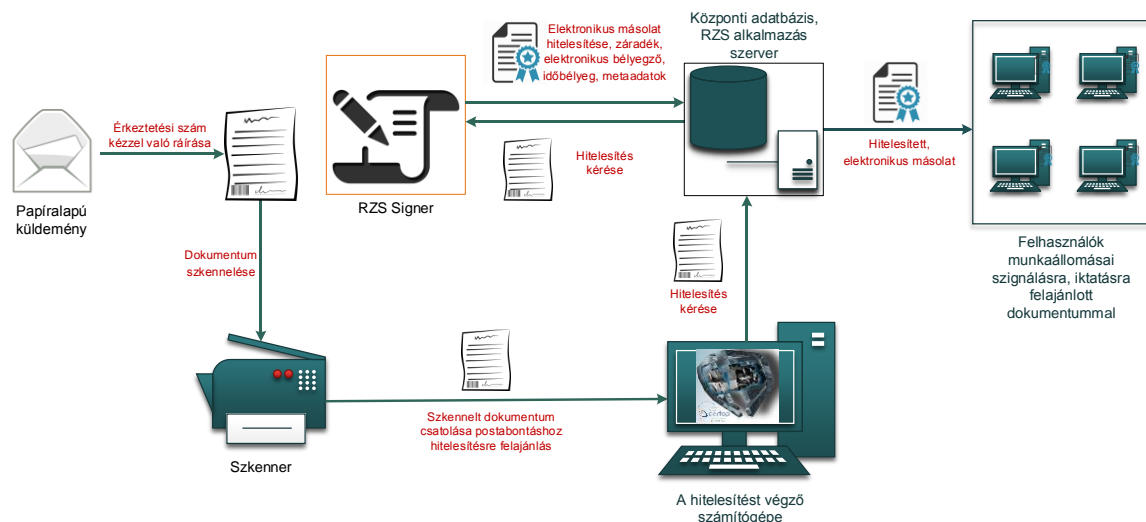 Elektronikus másolat
hitelesítése, záradék,
elektronikus bélyegző,
időbélyeg, metaadatok
Központi adatbázis,
RZS alkalmazás
szerver
Érkeztetési szám
kézzel való ráírása
Hitelesítés
kérése
Hitelesített,
elektronikus másolat
Papíralapú
küldemény
RZS Signer
Felhasználók
munkaállomásai
szignálásra, iktatásra
felajánlott
dokumentummal
Dokumentum
szkennelése
Hitelesítés
kérése
certop
Szkennelt dokumentum
csatolása postabontáshoz
hitelesítésre felajánlás
Szkenner
A hitelesítést végző
számítógépe